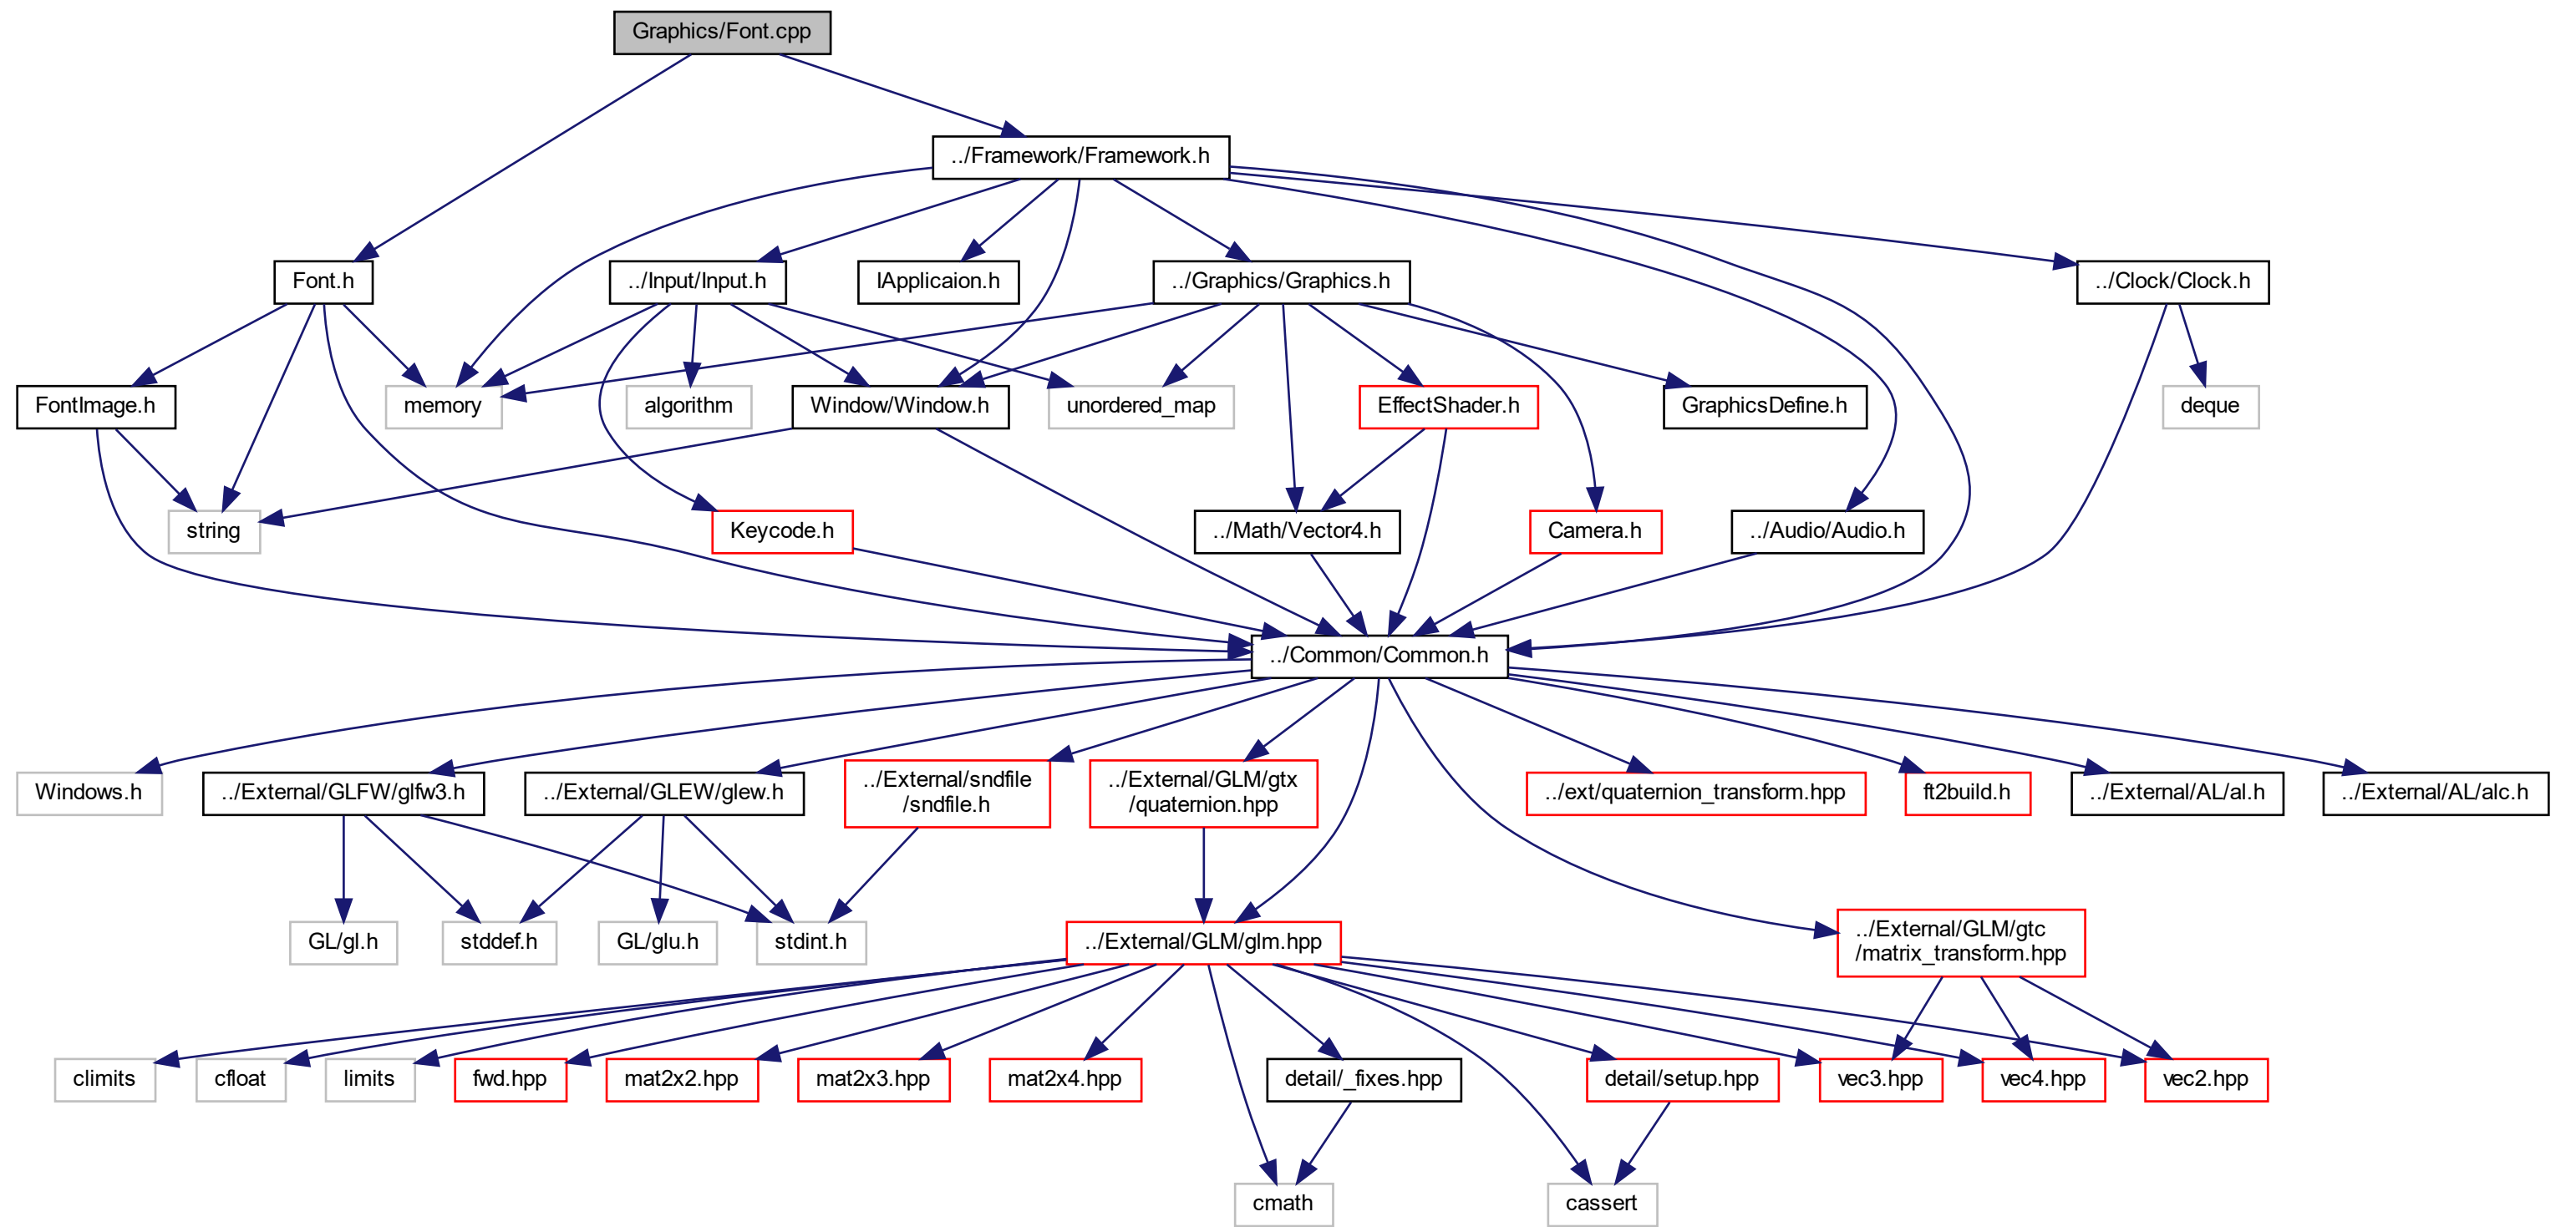 Graphics/Font.cpp
../Framework/Framework.h
Font.h
../Input/Input.h
IApplicaion.h
../Graphics/Graphics.h
../Clock/Clock.h
FontImage.h
memory
algorithm
Window/Window.h
unordered_map
EffectShader.h
GraphicsDefine.h
deque
string
Keycode.h
../Math/Vector4.h
Camera.h
../Audio/Audio.h
../Common/Common.h
Windows.h
../External/GLFW/glfw3.h
../External/GLEW/glew.h
../External/sndfile
/sndfile.h
../External/GLM/gtx
/quaternion.hpp
../ext/quaternion_transform.hpp
ft2build.h
../External/AL/al.h
../External/AL/alc.h
GL/gl.h
stddef.h
GL/glu.h
stdint.h
../External/GLM/glm.hpp
../External/GLM/gtc
/matrix_transform.hpp
climits
cfloat
limits
fwd.hpp
mat2x2.hpp
mat2x3.hpp
mat2x4.hpp
detail/_fixes.hpp
detail/setup.hpp
vec3.hpp
vec4.hpp
vec2.hpp
cmath
cassert